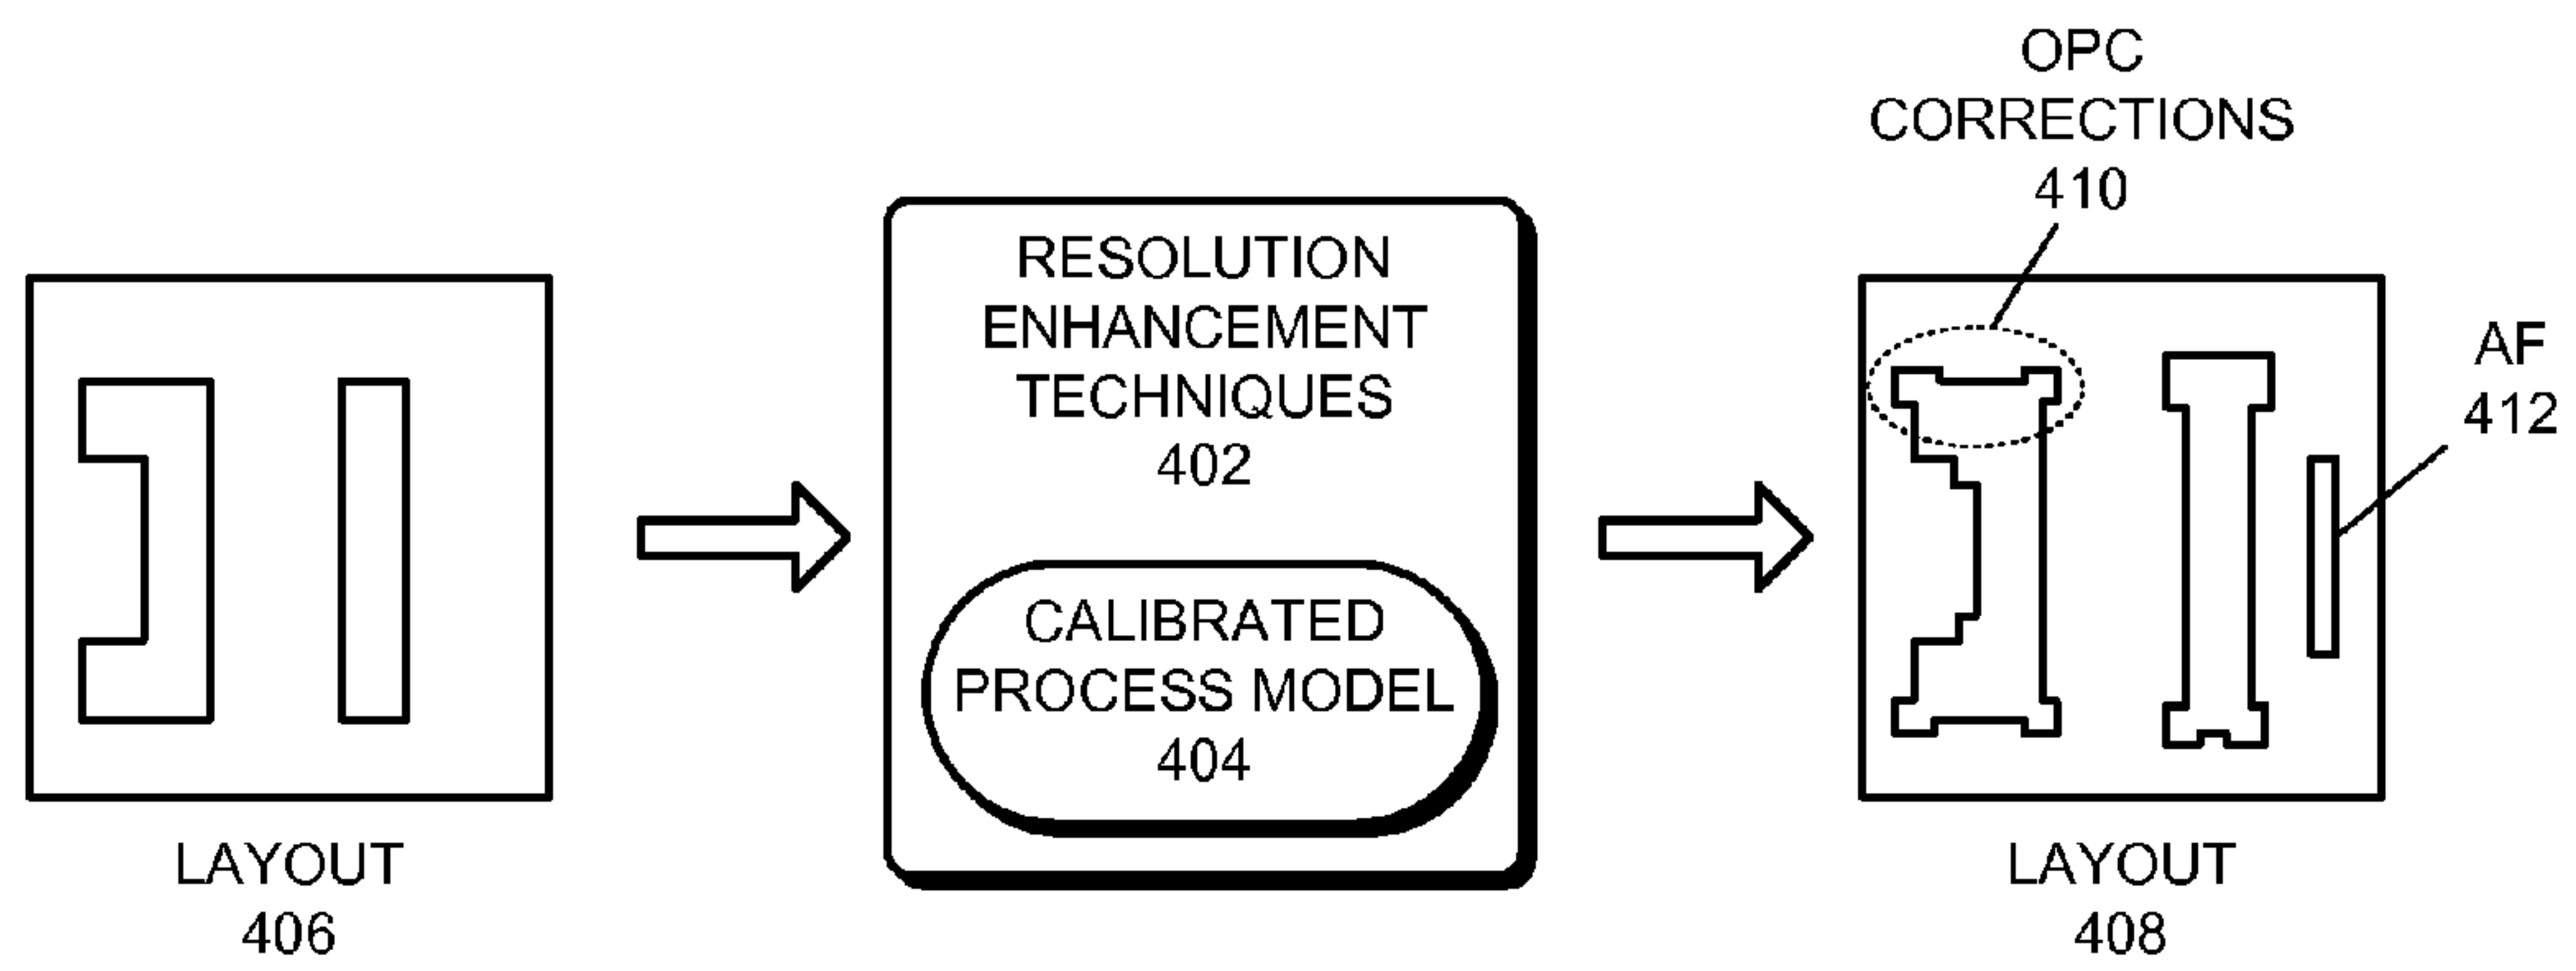 LAYOUT
406
RESOLUTION
ENHANCEMENT
TECHNIQUES
402
CALIBRATED
PROCESS MODEL
404
OPC
CORRECTIONS
410
AF
412
LAYOUT
408